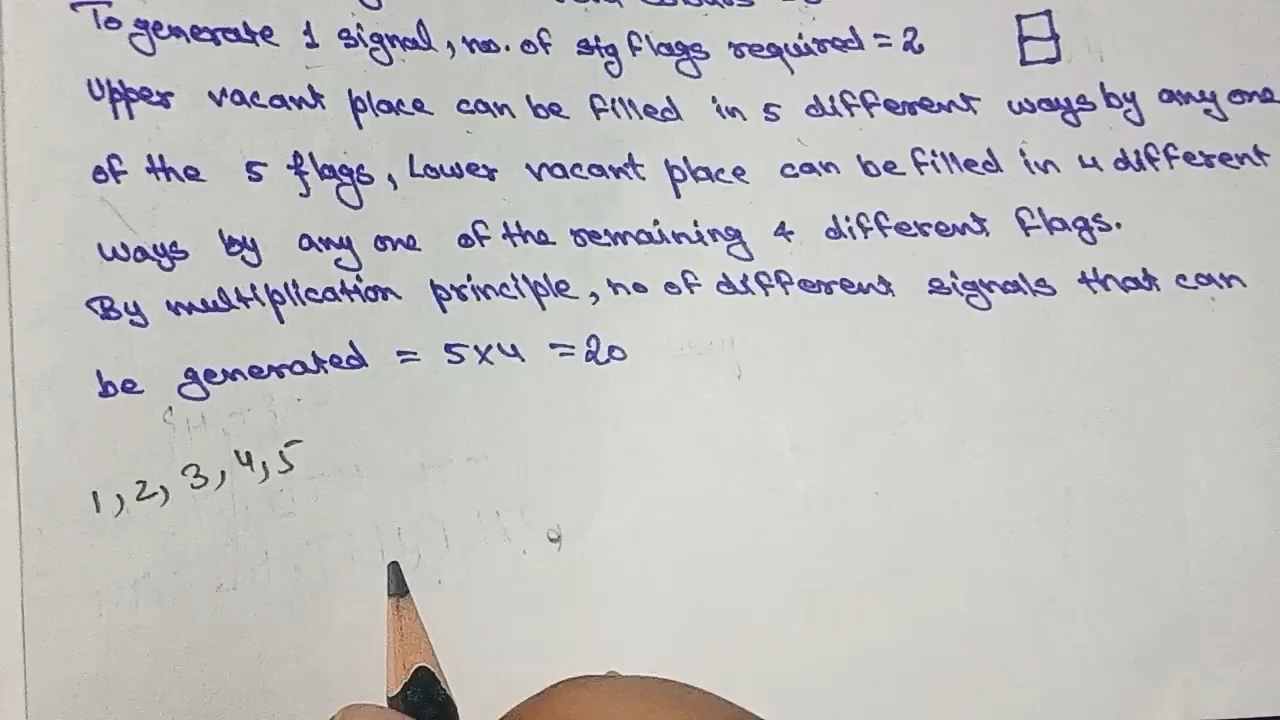 To generate 1 signal, no. of sig flags required = 2
Upper vacant place can be filled in 5 different ways by any one
of the 5 flags, Lower vacant place can be filled in 4 different
ways by any one of the remaining 4 different flags.
By multiplication principle, no of different signals that can
be generated = 5x4 = 20
1, 2, 3, 4, 5